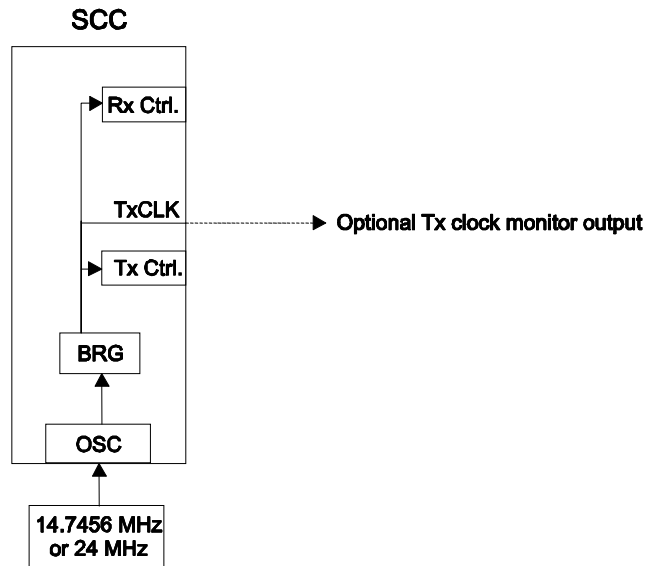 SCC
Rx Ctrl.
TxCLK
Optional Tx clock monitor output
Tx Ctrl.
BRG
OSC
14.7456 MHz
or 24 MHz